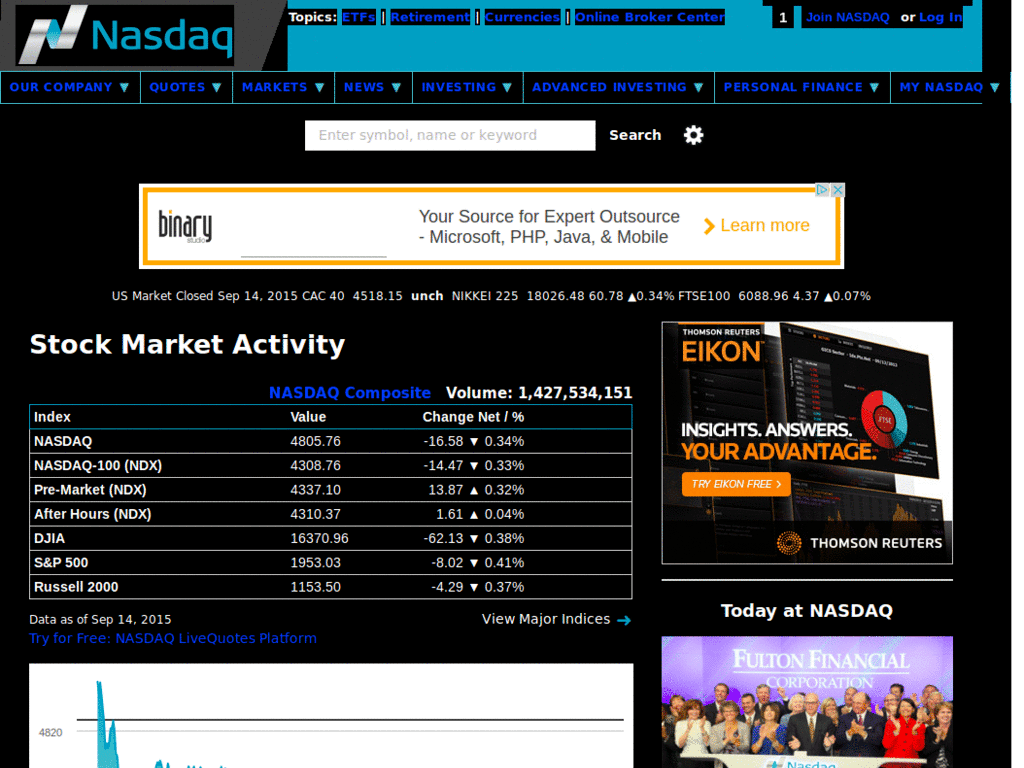 Nasdaq
Topics: ETFs | Retirement | Currencies | Online Broker Center
1 Join NASDAQ or Log In
OUR COMPANY ▼ QUOTES ▼ MARKETS ▼ NEWS ▼ INVESTING ▼ ADVANCED INVESTING ▼ PERSONAL FINANCE ▼ MY NASDAQ ▼
Enter symbol, name or keyword Search
binary studio
Your Source for Expert Outsource
- Microsoft, PHP, Java, & Mobile
Learn more
US Market Closed Sep 14, 2015 CAC 40 4518.15 unch NIKKEI 225 18026.48 60.78 ▲0.34% FTSE100 6088.96 4.37 ▲0.07%
Stock Market Activity
NASDAQ Composite Volume: 1,427,534,151
Index Value Change Net / %
NASDAQ 4805.76 -16.58 ▼ 0.34%
NASDAQ-100 (NDX) 4308.76 -14.47 ▼ 0.33%
Pre-Market (NDX) 4337.10 13.87 ▲ 0.32%
After Hours (NDX) 4310.37 1.61 ▲ 0.04%
DJIA 16370.96 -62.13 ▼ 0.38%
S&P 500 1953.03 -8.02 ▼ 0.41%
Russell 2000 1153.50 -4.29 ▼ 0.37%
Data as of Sep 14, 2015 View Major Indices →
Try for Free: NASDAQ LiveQuotes Platform
4820
THOMSON REUTERS
EIKON™
FTSE
INSIGHTS. ANSWERS.
YOUR ADVANTAGE.
TRY EIKON FREE >
THOMSON REUTERS
Today at NASDAQ
FULTON FINANCIAL
CORPORATION
Nasdaq